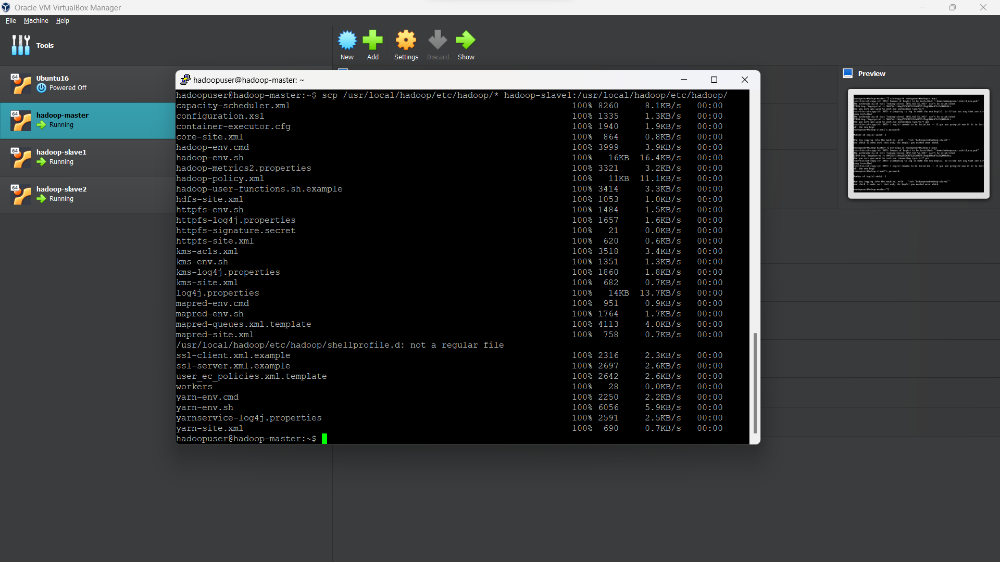 Oracle VM VirtualBox Manager
File Machine Help
Tools
New Add Settings Discard Show
64 Ubuntu16
Powered Off
64 hadoop-master
Running
64 hadoop-slave1
Running
64 hadoop-slave2
Running
Preview
hadoopuser@hadoop-master: ~
hadoopuser@hadoop-master:~$ scp /usr/local/hadoop/etc/hadoop/* hadoop-slave1:/usr/local/hadoop/etc/hadoop/
capacity-scheduler.xml 100% 8260 8.1KB/s 00:00
configuration.xsl 100% 1335 1.3KB/s 00:00
container-executor.cfg 100% 1940 1.9KB/s 00:00
core-site.xml 100% 864 0.8KB/s 00:00
hadoop-env.cmd 100% 3999 3.9KB/s 00:00
hadoop-env.sh 100% 16KB 16.4KB/s 00:00
hadoop-metrics2.properties 100% 3321 3.2KB/s 00:00
hadoop-policy.xml 100% 11KB 11.1KB/s 00:00
hadoop-user-functions.sh.example 100% 3414 3.3KB/s 00:00
hdfs-site.xml 100% 1053 1.0KB/s 00:00
httpfs-env.sh 100% 1484 1.5KB/s 00:00
httpfs-log4j.properties 100% 1657 1.6KB/s 00:00
httpfs-signature.secret 100% 21 0.0KB/s 00:00
httpfs-site.xml 100% 620 0.6KB/s 00:00
kms-acls.xml 100% 3518 3.4KB/s 00:00
kms-env.sh 100% 1351 1.3KB/s 00:00
kms-log4j.properties 100% 1860 1.8KB/s 00:00
kms-site.xml 100% 682 0.7KB/s 00:00
log4j.properties 100% 14KB 13.7KB/s 00:00
mapred-env.cmd 100% 951 0.9KB/s 00:00
mapred-env.sh 100% 1764 1.7KB/s 00:00
mapred-queues.xml.template 100% 4113 4.0KB/s 00:00
mapred-site.xml 100% 758 0.7KB/s 00:00
/usr/local/hadoop/etc/hadoop/shellprofile.d: not a regular file
ssl-client.xml.example 100% 2316 2.3KB/s 00:00
ssl-server.xml.example 100% 2697 2.6KB/s 00:00
user_ec_policies.xml.template 100% 2642 2.6KB/s 00:00
workers 100% 28 0.0KB/s 00:00
yarn-env.cmd 100% 2250 2.2KB/s 00:00
yarn-env.sh 100% 6056 5.9KB/s 00:00
yarnservice-log4j.properties 100% 2591 2.5KB/s 00:00
yarn-site.xml 100% 690 0.7KB/s 00:00
hadoopuser@hadoop-master:~$